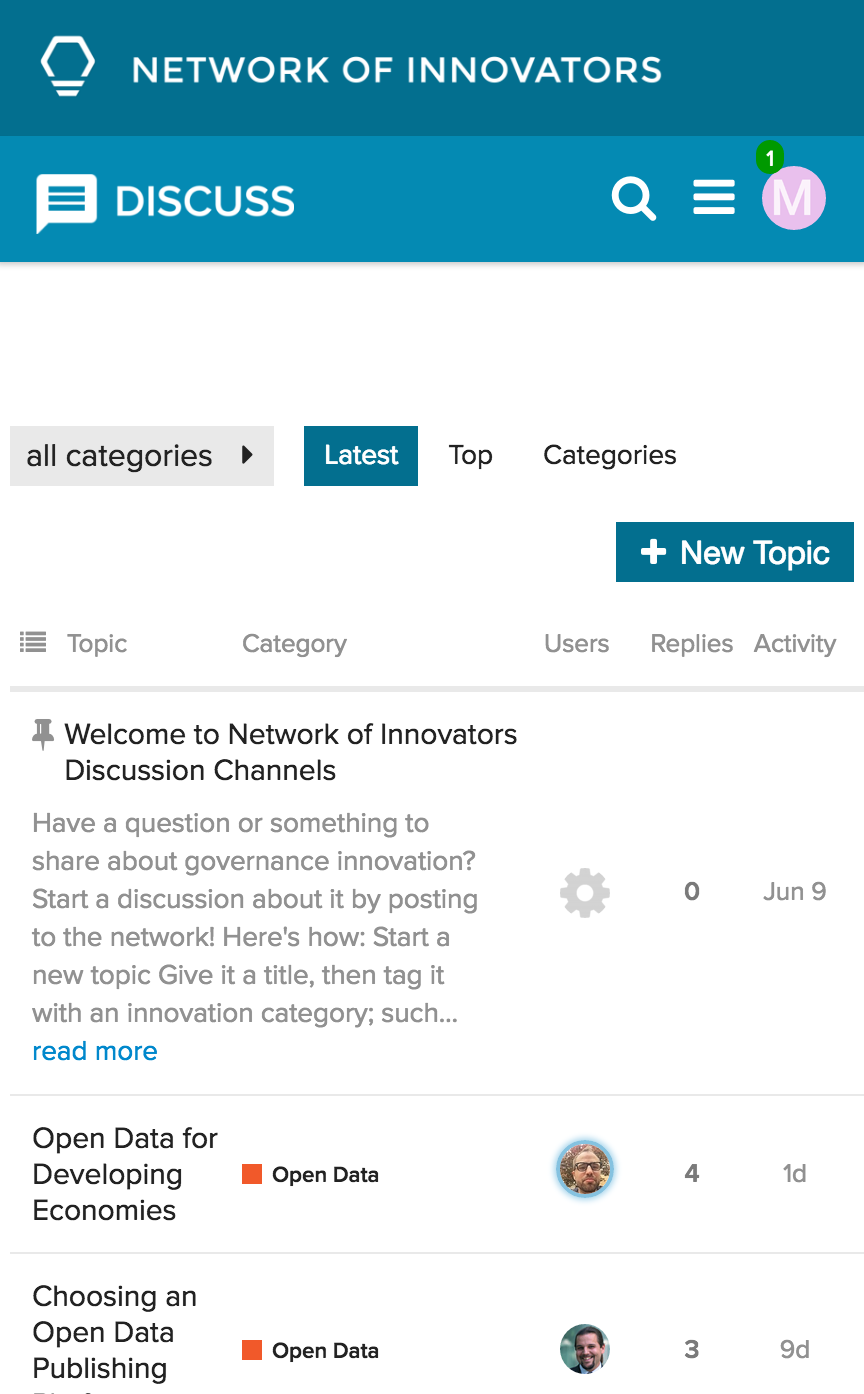 NETWORK OF INNOVATORS
DISCUSS
1
M
all categories
Latest
Top
Categories
New Topic
Topic Category Users Replies Activity
Welcome to Network of Innovators
Discussion Channels
Have a question or something to
share about governance innovation?
Start a discussion about it by posting
to the network! Here's how: Start a
new topic Give it a title, then tag it
with an innovation category; such...
read more
0
Jun 9
Open Data for
Developing
Economies
Open Data
4
1d
Choosing an
Open Data
Publishing
Open Data
3
9d